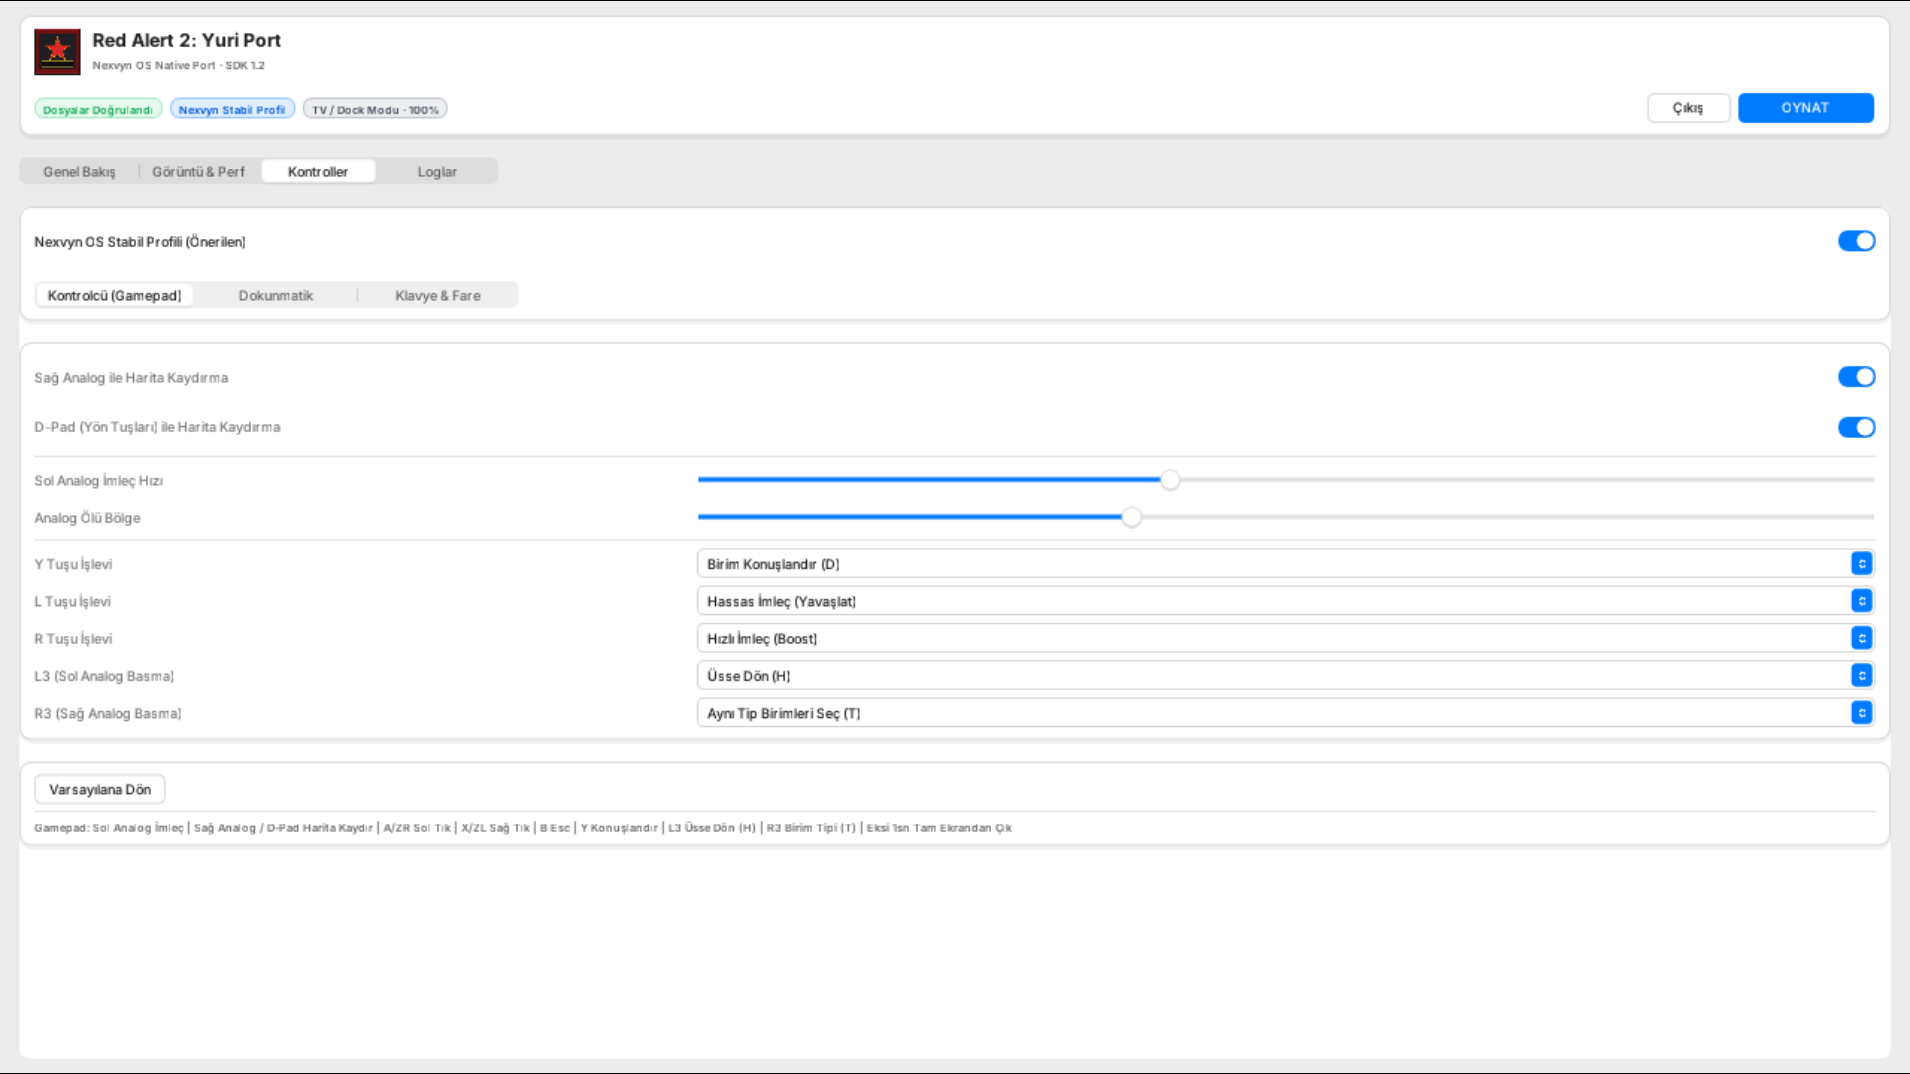 Red Alert 2: Yuri Port
Nexvyn OS Native Port - SDK 1.2
Dosyalar Doğrulandı
Nexvyn Stabil Profil
TV / Dock Modu - 100%
Çıkış
OYNAT
Genel Bakış
Görüntü & Perf
Kontroller
Loglar
Nexvyn OS Stabil Profili (Önerilen)
Kontrolcü (Gamepad)
Dokunmatik
Klavye & Fare
Sağ Analog ile Harita Kaydırma
D-Pad (Yön Tuşları) ile Harita Kaydırma
Sol Analog İmleç Hızı
Analog Ölü Bölge
Y Tuşu İşlevi
Birim Konuşlandır (D)
L Tuşu İşlevi
Hassas İmleç (Yavaşlat)
R Tuşu İşlevi
Hızlı İmleç (Boost)
L3 (Sol Analog Basma)
Üsse Dön (H)
R3 (Sağ Analog Basma)
Aynı Tip Birimleri Seç (T)
Varsayılana Dön
Gamepad: Sol Analog İmleç | Sağ Analog / D-Pad Harita Kaydır | A/ZR Sol Tık | X/ZL Sağ Tık | B Esc | Y Konuşlandır | L3 Üsse Dön (H) | R3 Birim Tipi (T) | Eksi 1sn Tam Ekrandan Çık